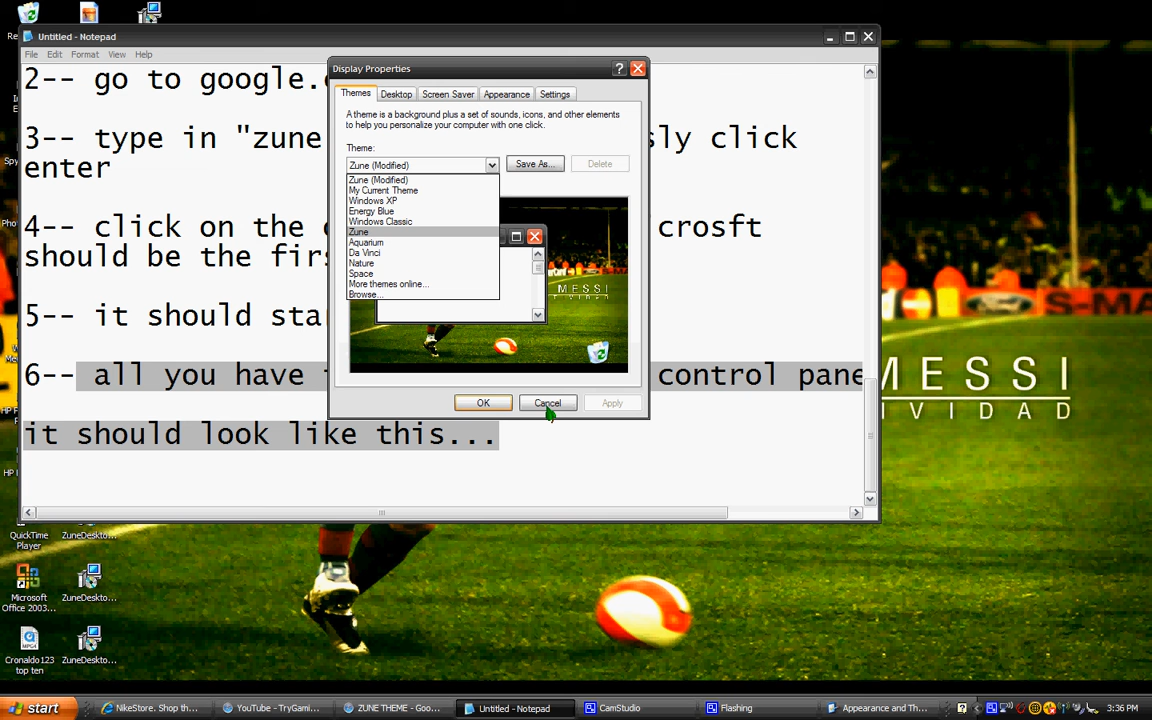 Untitled - Notepad
File Edit Format View Help
2-- go to google.
3-- type in "zune sly click
enter
4-- click on the crosft
should be the firs
5-- it should sta
6-- all you have control pane
it should look like this...
Display Properties
Themes Desktop Screen Saver Appearance Settings
A theme is a background plus a set of sounds, icons, and other elements
to help you personalize your computer with one click.
Theme:
Zune (Modified)
Save As... Delete
Zune (Modified)
My Current Theme
Windows XP
Energy Blue
Windows Classic
Zune
Aquarium
Da Vinci
Nature
Space
More themes online...
Browse...
MESSI
OK Cancel Apply
MESSI
VIDAD
QuickTime
Player
ZuneDeskto...
Microsoft
Office 2003...
ZuneDeskto...
Cronaldo123
top ten
ZuneDeskto...
start
NikeStore. Shop th...
YouTube - TryGami...
ZUNE THEME - Goo...
Untitled - Notepad
CamStudio
Flashing
Appearance and Th...
3:36 PM